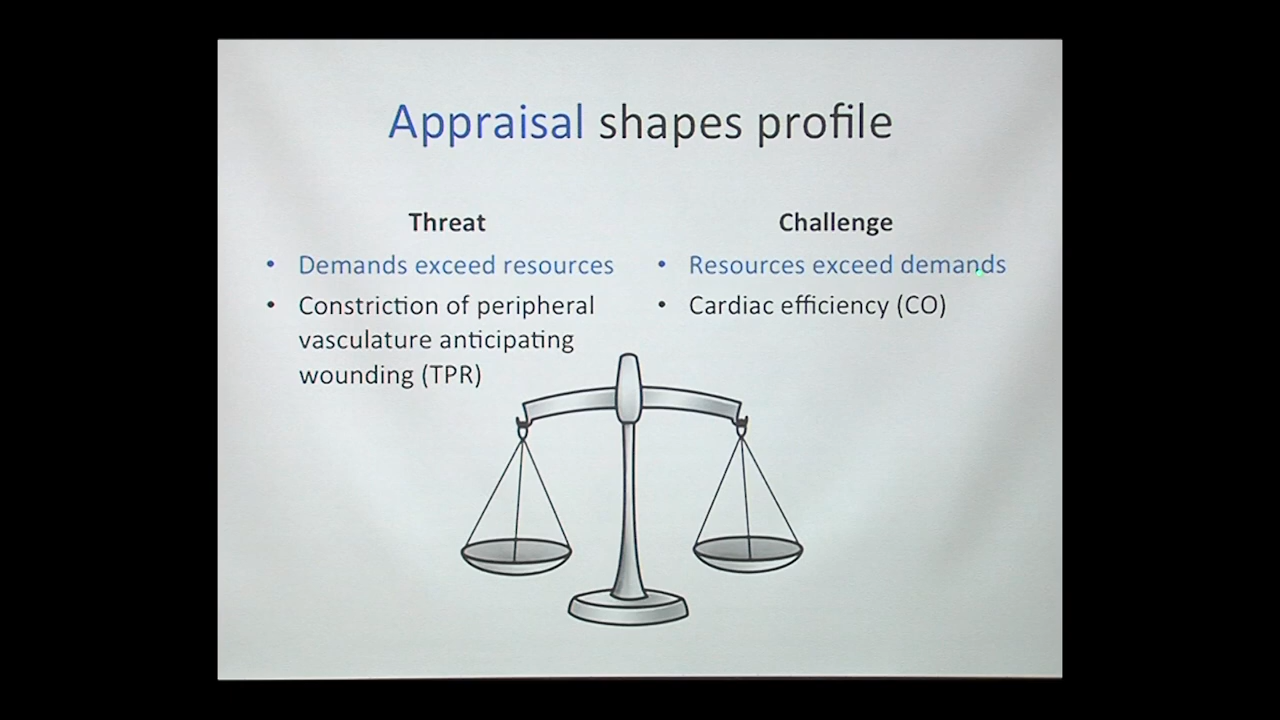 Appraisal shapes profile
Threat
• Demands exceed resources
• Constriction of peripheral
vasculature anticipating
wounding (TPR)
Challenge
• Resources exceed demands
• Cardiac efficiency (CO)